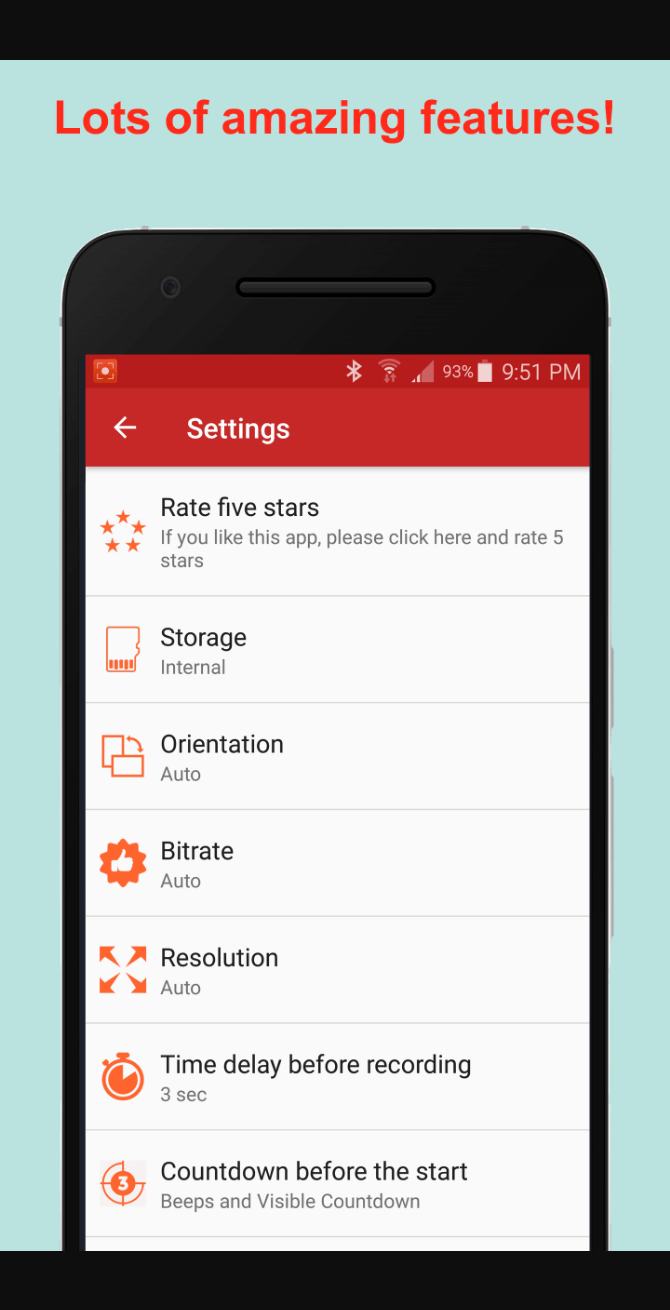 Lots of amazing features!
93% 9:51 PM
Settings
Rate five stars
If you like this app, please click here and rate 5
stars
Storage
Internal
Orientation
Auto
Bitrate
Auto
Resolution
Auto
Time delay before recording
3 sec
3
Countdown before the start
Beeps and Visible Countdown